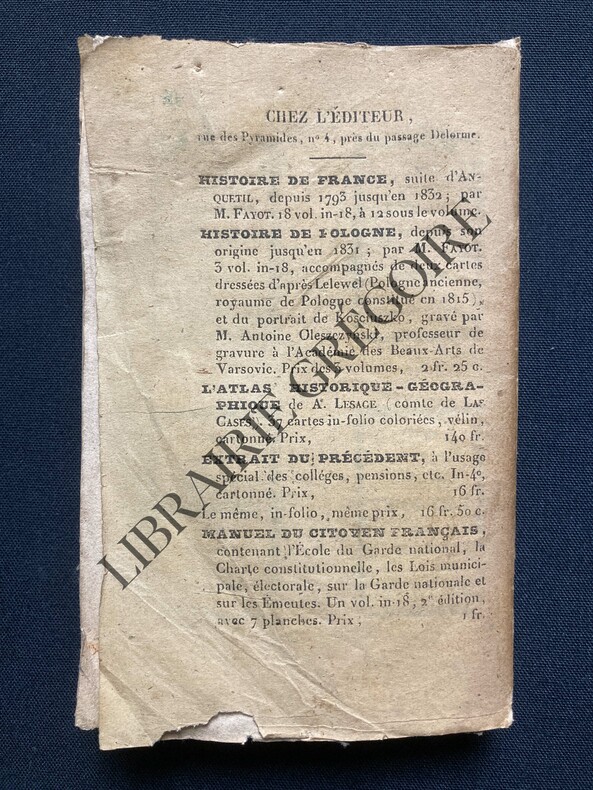 CHEZ L'ÉDITEUR,
rue des Pyramides, nº 4, près du passage Delorme.
HISTOIRE DE FRANCE, suite d'AN-
QUETIL, depuis 1793 jusqu'en 1832; par
M. FAYOT. 18 vol. in-18, à 12 sous le volume.
HISTOIRE DE POLOGNE, depuis son
origine jusqu'en 1831; par M. FAYOT.
3 vol. in-18, accompagnés de deux cartes
dressées d'après Lelewel (Pologne ancienne,
royaume de Pologne constitué en 1815),
et du portrait de Kosciuszko, gravé par
M. Antoine Oleszczynski, professeur de
gravure à l'Académie des Beaux-Arts de
Varsovie. Prix des volumes, 2 fr. 25 c.
L'ATLAS HISTORIQUE-GÉOGRA-
PHIQUE de A. LESAGE (comte de LAS
CASES). 37 cartes in-folio coloriées, vélin,
cartonné. Prix, 140 fr.
EXTRAIT DU PRÉCÉDENT, à l'usage
spécial des colléges, pensions, etc. In-4º,
cartonné. Prix, 16 fr.
Le même, in-folio, même prix, 16 fr. 50 c.
MANUEL DU CITOYEN FRANÇAIS,
contenant l'École du Garde national, la
Charte constitutionnelle, les Lois munici-
pale, électorale, sur la Garde nationale et
sur les Émeutes. Un vol. in-18, 2e édition,
avec 7 planches. Prix, 1 fr.
LIBRAIRIE GRÉGOIRE